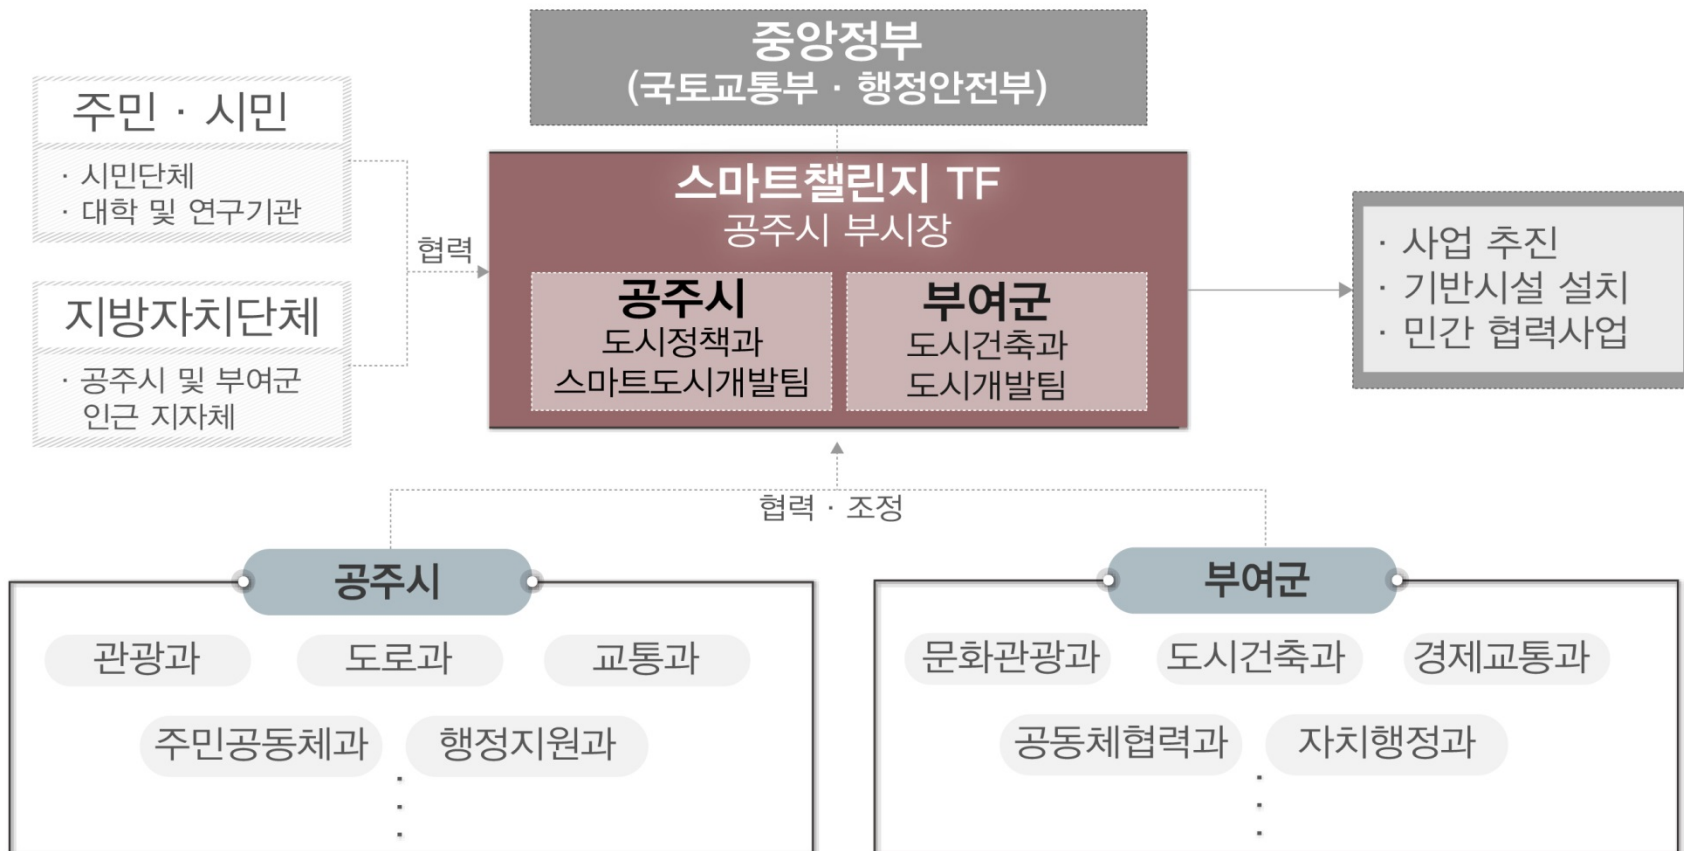 중앙정부
(국토교통부 · 행정안전부)
주민 · 시민
· 시민단체
· 대학 및 연구기관
지방자치단체
· 공주시 및 부여군
인근 지자체
협력
스마트챌린지 TF
공주시 부시장
공주시
도시정책과
스마트도시개발팀
부여군
도시건축과
도시개발팀
· 사업 추진
· 기반시설 설치
· 민간 협력사업
협력 · 조정
공주시
관광과 도로과 교통과
주민공동체과 행정지원과
부여군
문화관광과 도시건축과 경제교통과
공동체협력과 자치행정과